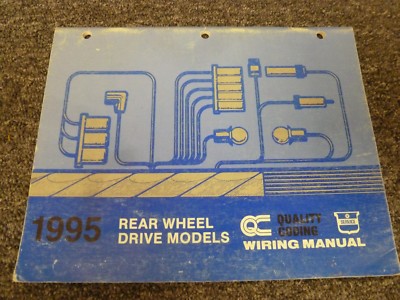 1995
REAR WHEEL
DRIVE MODELS
QC
QUALITY
CODING
WIRING MANUAL